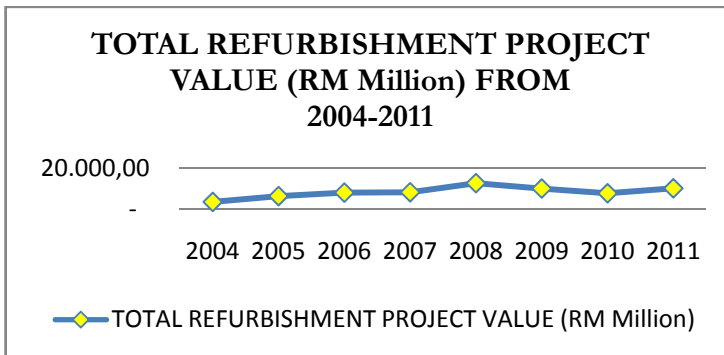 TOTAL REFURBISHMENT PROJECT
VALUE (RM Million) FROM
2004-2011
20.000,00
-
2004 2005 2006 2007 2008 2009 2010 2011
TOTAL REFURBISHMENT PROJECT VALUE (RM Million)